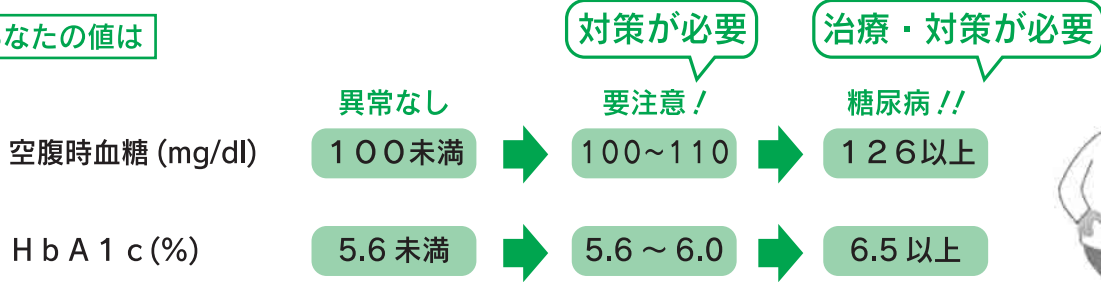 なたの値は
対策が必要
治療・対策が必要
異常なし
要注意！
糖尿病！！
空腹時血糖 (mg/dl)
１００未満
100~110
１２６以上
ＨｂＡ１ｃ(%)
5.6 未満
5.6 ～ 6.0
6.5 以上